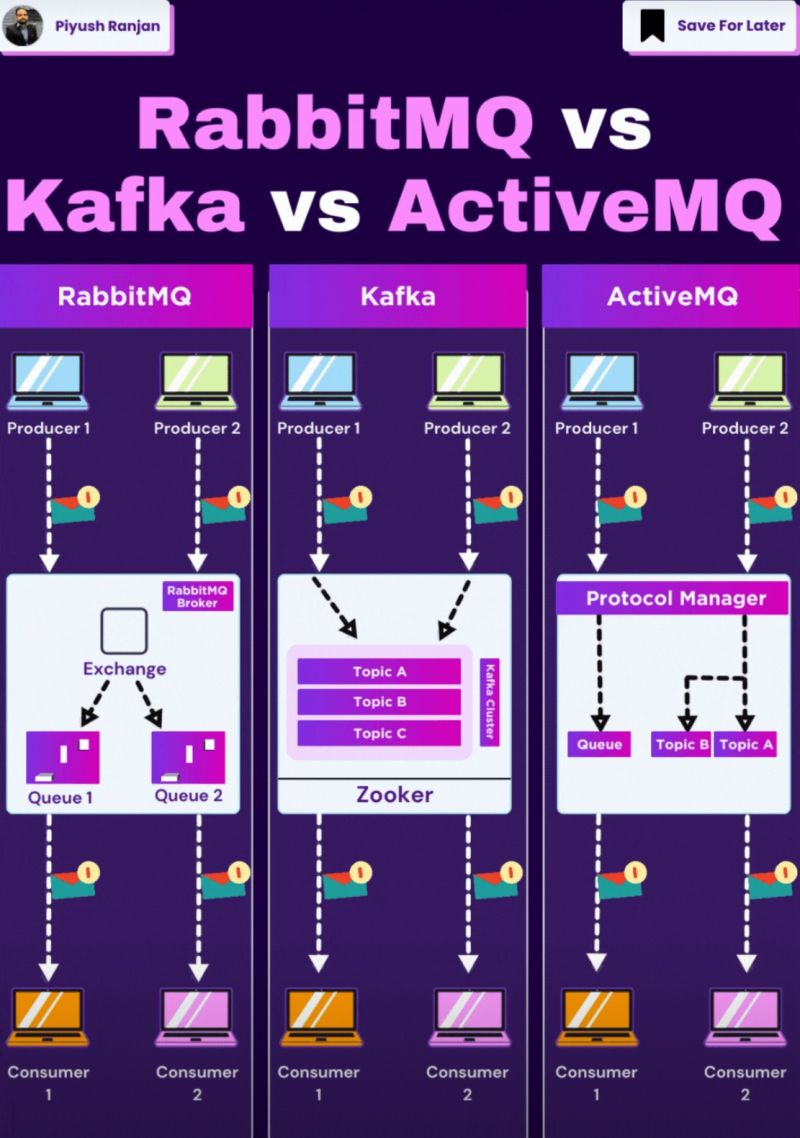 Piyush Ranjan
Save For Later
RabbitMQ vs
Kafka vs ActiveMQ
RabbitMQ
Producer 1
Producer 2
RabbitMQ
Broker
Exchange
Queue 1
Queue 2
Consumer
1
Consumer
2
Kafka
Producer 1
Producer 2
Topic A
Topic B
Topic C
Kafka Cluster
Zooker
Consumer
1
Consumer
2
ActiveMQ
Producer 1
Producer 2
Protocol Manager
Queue
Topic B
Topic A
Consumer
1
Consumer
2